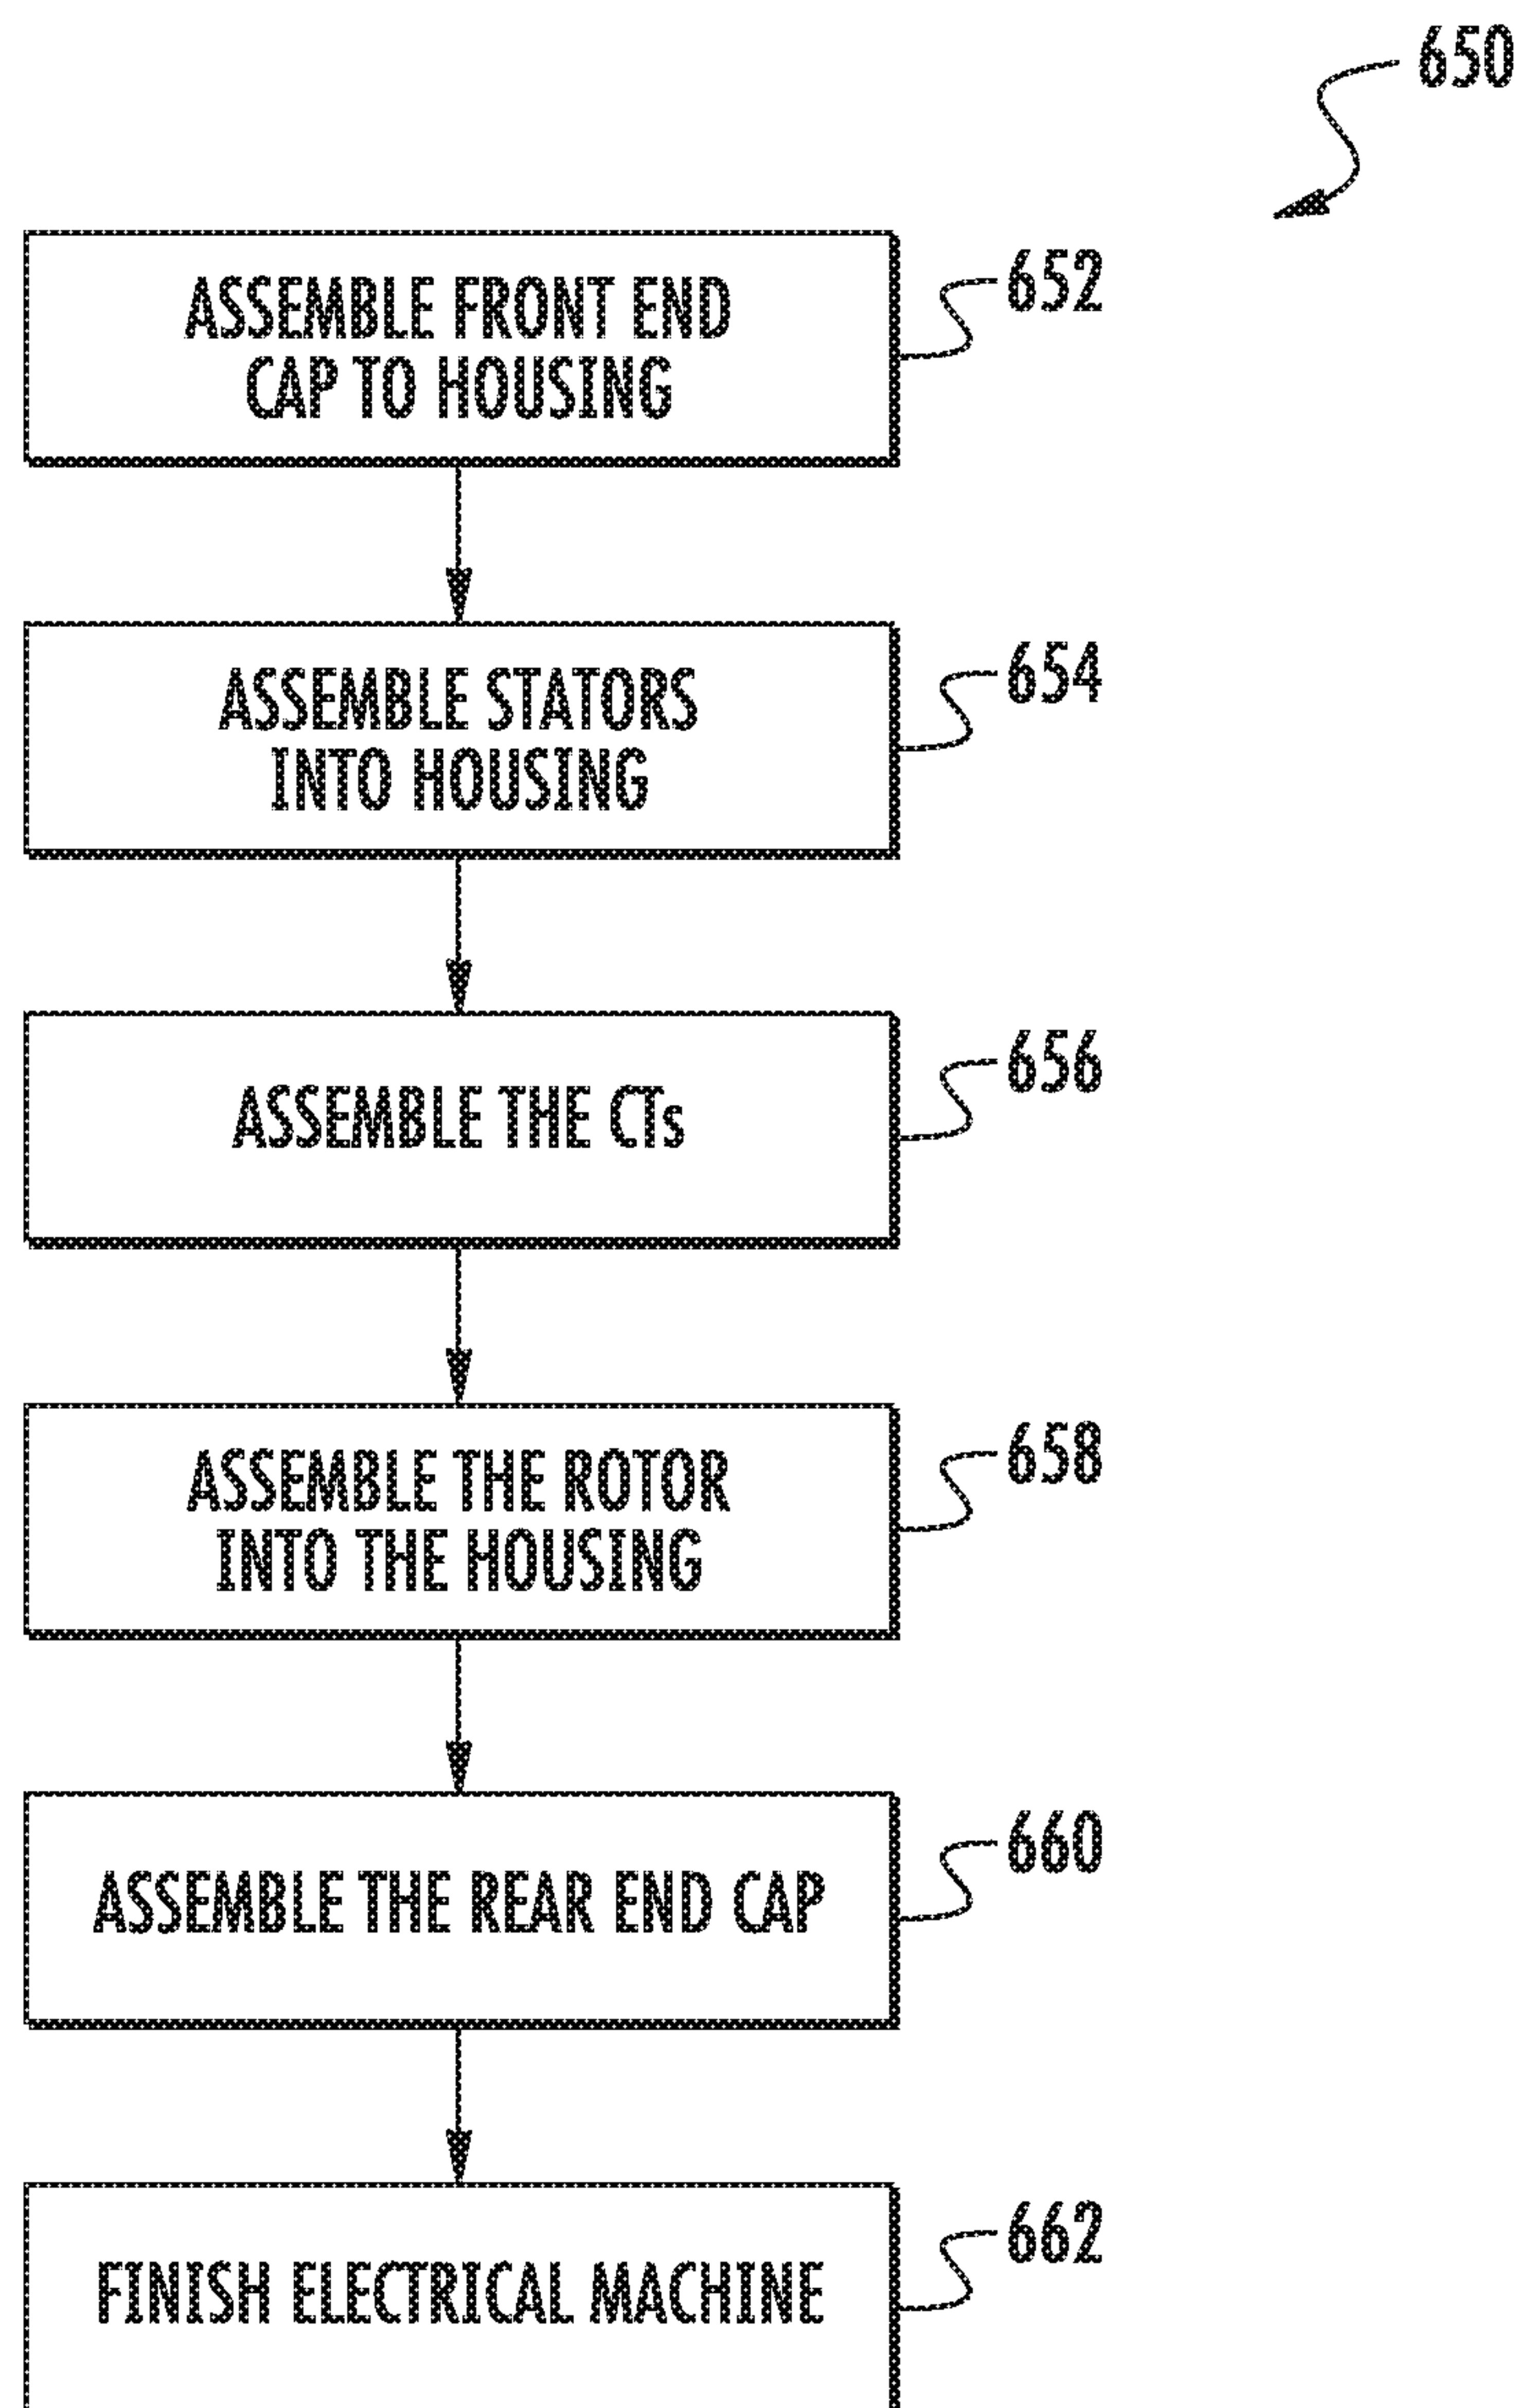 650
ASSEMBLE FRONT END
CAP TO HOUSING
652
ASSEMBLE STATORS
INTO HOUSING
654
ASSEMBLE THE CTs
656
ASSEMBLE THE ROTOR
INTO THE HOUSING
658
ASSEMBLE THE REAR END CAP
660
FINISH ELECTRICAL MACHINE
662